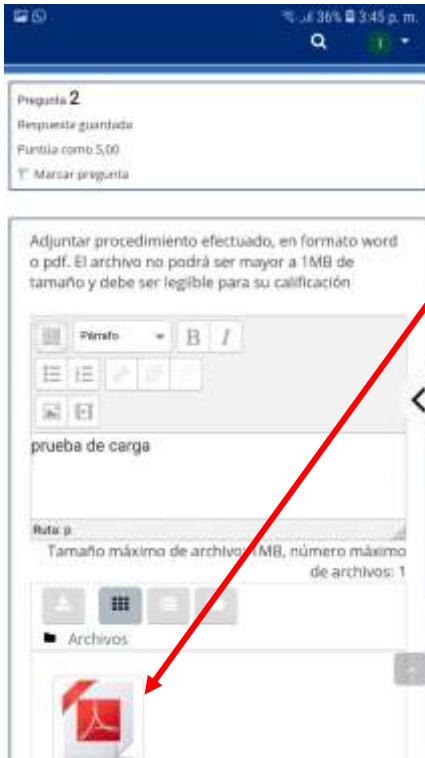 36% 3:45 p. m.
Pregunta 2
Respuesta guardada
Puntúa como 5,00
Marcar pregunta
Adjuntar procedimiento efectuado, en formato word
o pdf. El archivo no podrá ser mayor a 1MB de
tamaño y debe ser legilble para su calificación
Párrafo B I
prueba de carga
Ruta: p
Tamaño máximo de archivo: 1MB, número máximo
de archivos: 1
Archivos